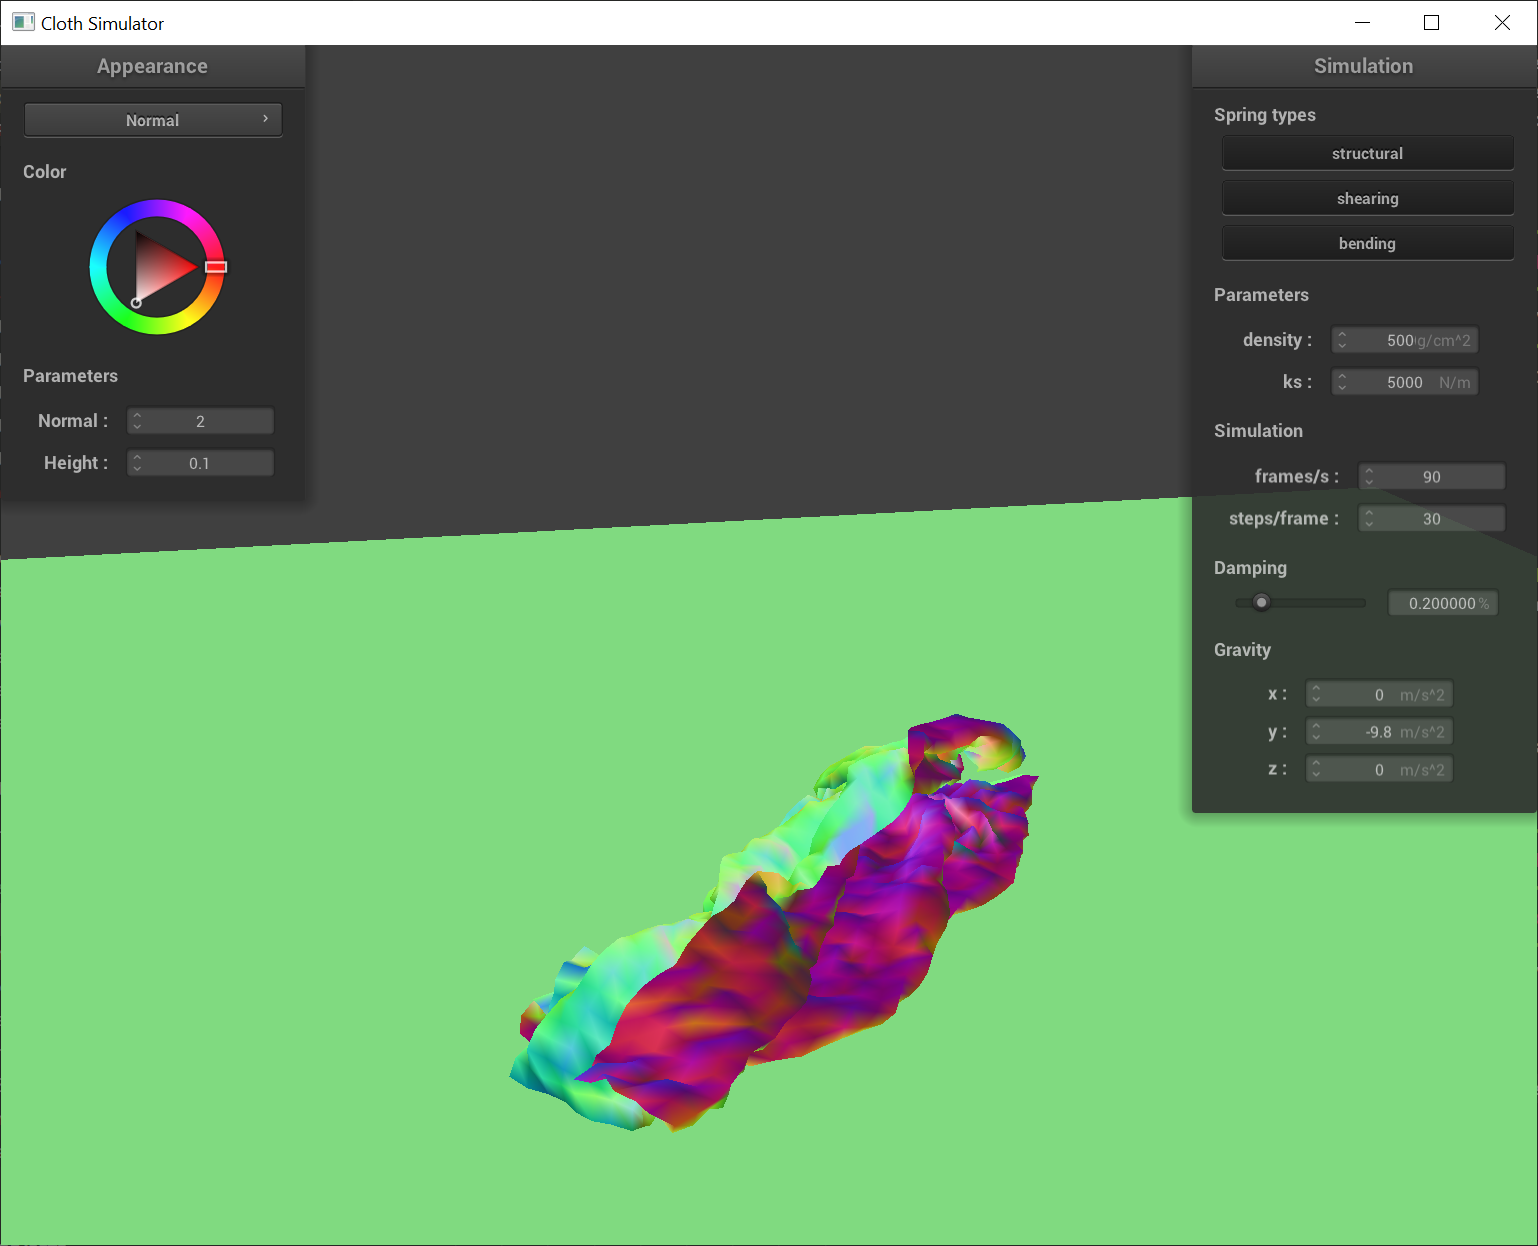 Cloth Simulator
Appearance
Normal
Color
Parameters
Normal : 2
Height : 0.1
Simulation
Spring types
structural
shearing
bending
Parameters
density : 500 g/cm^2
ks : 5000 N/m
Simulation
frames/s : 90
steps/frame : 30
Damping
0.200000 %
Gravity
x : 0 m/s^2
y : -9.8 m/s^2
z : 0 m/s^2